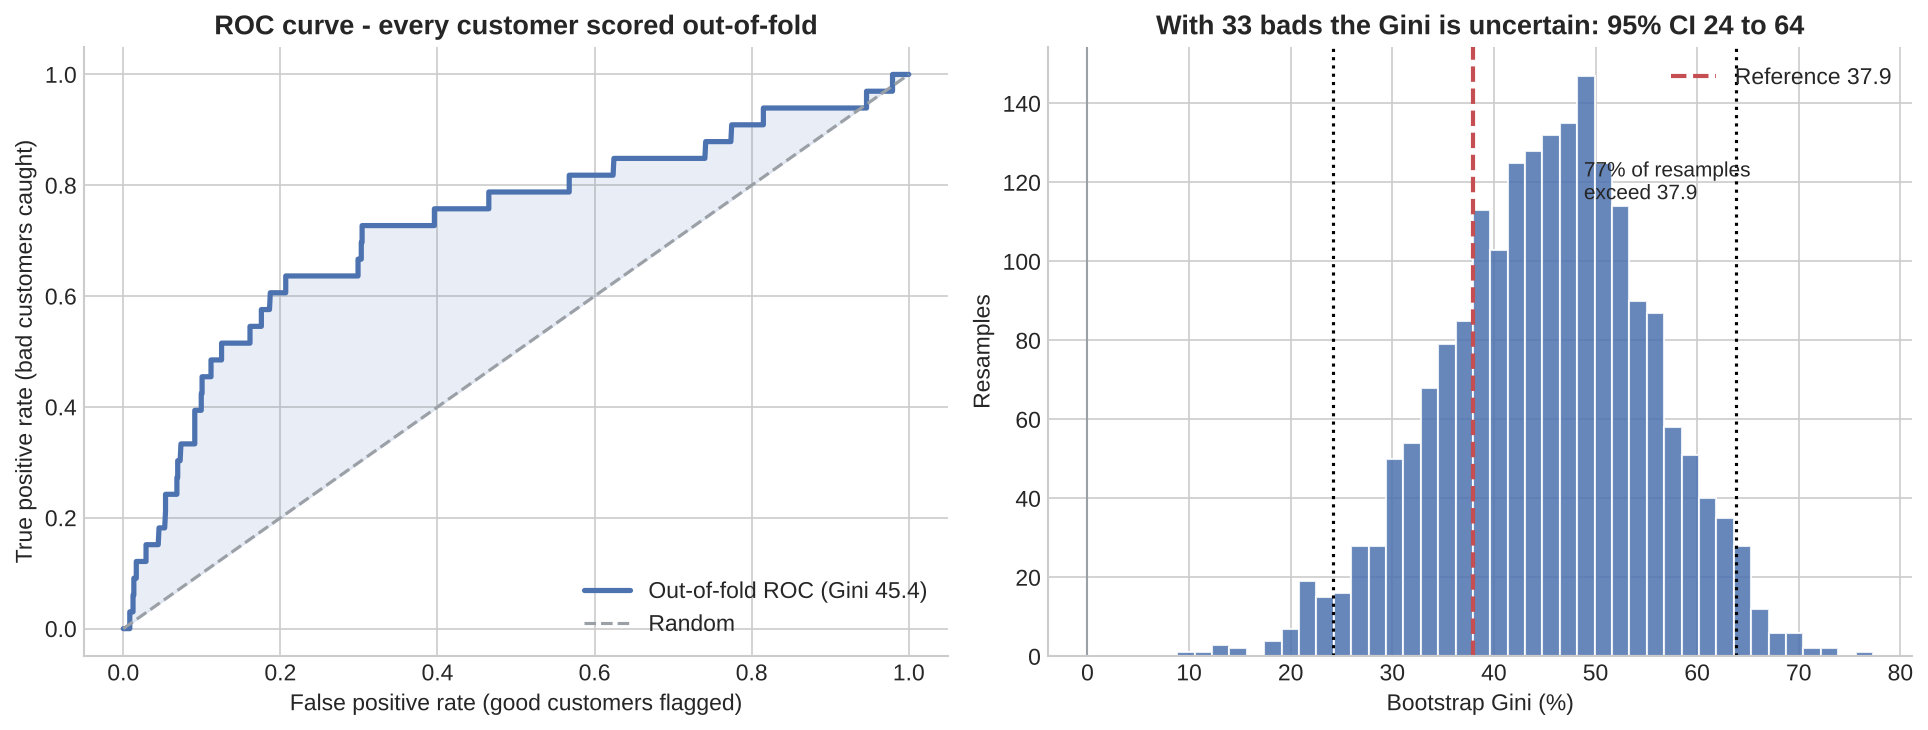 ROC curve - every customer scored out-of-fold
True positive rate (bad customers caught)
1.0
0.8
0.6
0.4
0.2
0.0
Out-of-fold ROC (Gini 45.4)
Random
0.0 0.2 0.4 0.6 0.8 1.0
False positive rate (good customers flagged)
With 33 bads the Gini is uncertain: 95% CI 24 to 64
Resamples
140
120
100
80
60
40
20
0
Reference 37.9
77% of resamples
exceed 37.9
0 10 20 30 40 50 60 70 80
Bootstrap Gini (%)